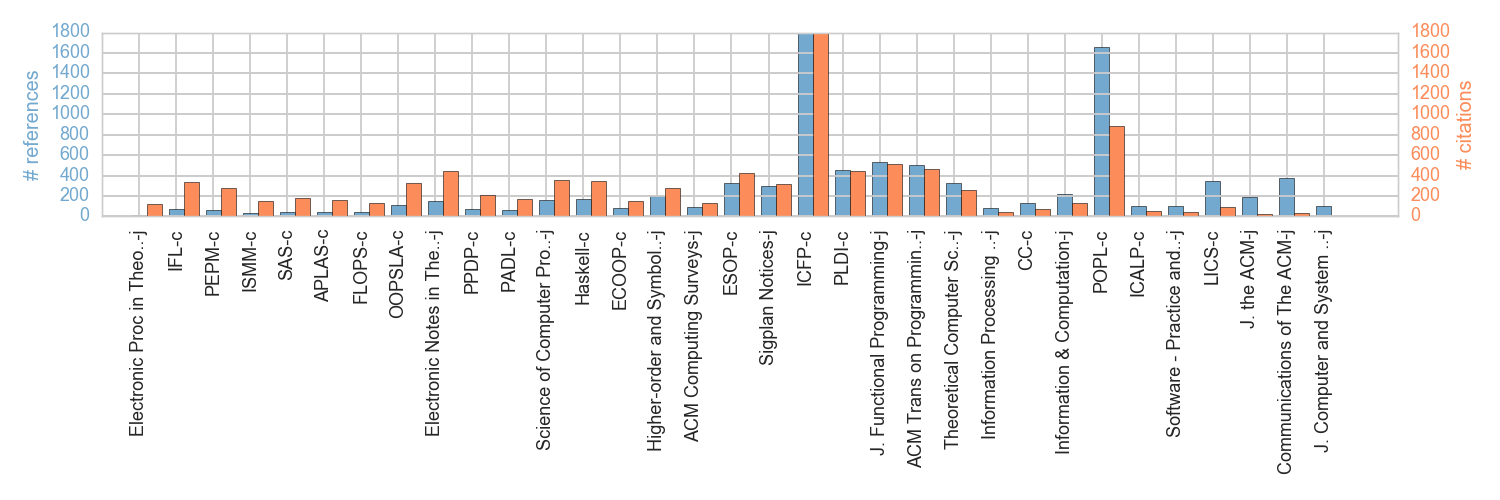 # references
1800
1600
1400
1200
1000
800
600
400
200
0
1800
1600
1400
1200
1000
800
600
400
200
0
# citations
Electronic Proc in Theo..-j
IFL-c
PEPM-c
ISMM-c
SAS-c
APLAS-c
FLOPS-c
OOPSLA-c
Electronic Notes in The..-j
PPDP-c
PADL-c
Science of Computer Pro..-j
Haskell-c
ECOOP-c
Higher-order and Symbol..-j
ACM Computing Surveys-j
ESOP-c
Sigplan Notices-j
ICFP-c
PLDI-c
J. Functional Programming-j
ACM Trans on Programmin..-j
Theoretical Computer Sc..-j
Information Processing ..-j
CC-c
Information & Computation-j
POPL-c
ICALP-c
Software - Practice and..-j
LICS-c
J. the ACM-j
Communications of The ACM-j
J. Computer and System ..-j